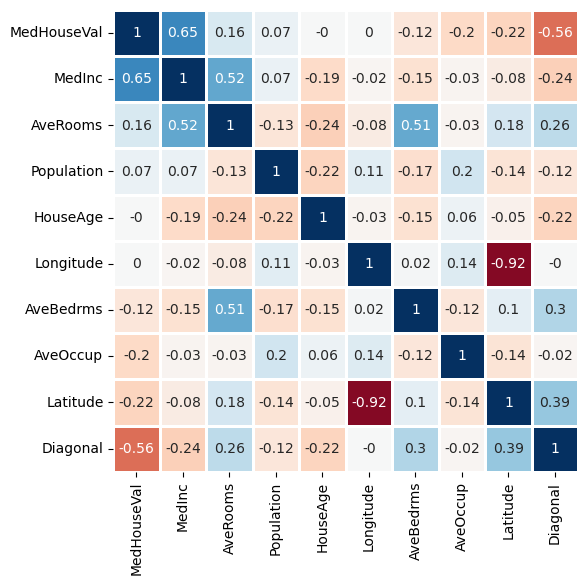 MedHouseVal 1 0.65 0.16 0.07 -0 0 -0.12 -0.2 -0.22 -0.56
MedInc 0.65 1 0.52 0.07 -0.19 -0.02 -0.15 -0.03 -0.08 -0.24
AveRooms 0.16 0.52 1 -0.13 -0.24 -0.08 0.51 -0.03 0.18 0.26
Population 0.07 0.07 -0.13 1 -0.22 0.11 -0.17 0.2 -0.14 -0.12
HouseAge -0 -0.19 -0.24 -0.22 1 -0.03 -0.15 0.06 -0.05 -0.22
Longitude 0 -0.02 -0.08 0.11 -0.03 1 0.02 0.14 -0.92 -0
AveBedrms -0.12 -0.15 0.51 -0.17 -0.15 0.02 1 -0.12 0.1 0.3
AveOccup -0.2 -0.03 -0.03 0.2 0.06 0.14 -0.12 1 -0.14 -0.02
Latitude -0.22 -0.08 0.18 -0.14 -0.05 -0.92 0.1 -0.14 1 0.39
Diagonal -0.56 -0.24 0.26 -0.12 -0.22 -0 0.3 -0.02 0.39 1
MedHouseVal MedInc AveRooms Population HouseAge Longitude AveBedrms AveOccup Latitude Diagonal